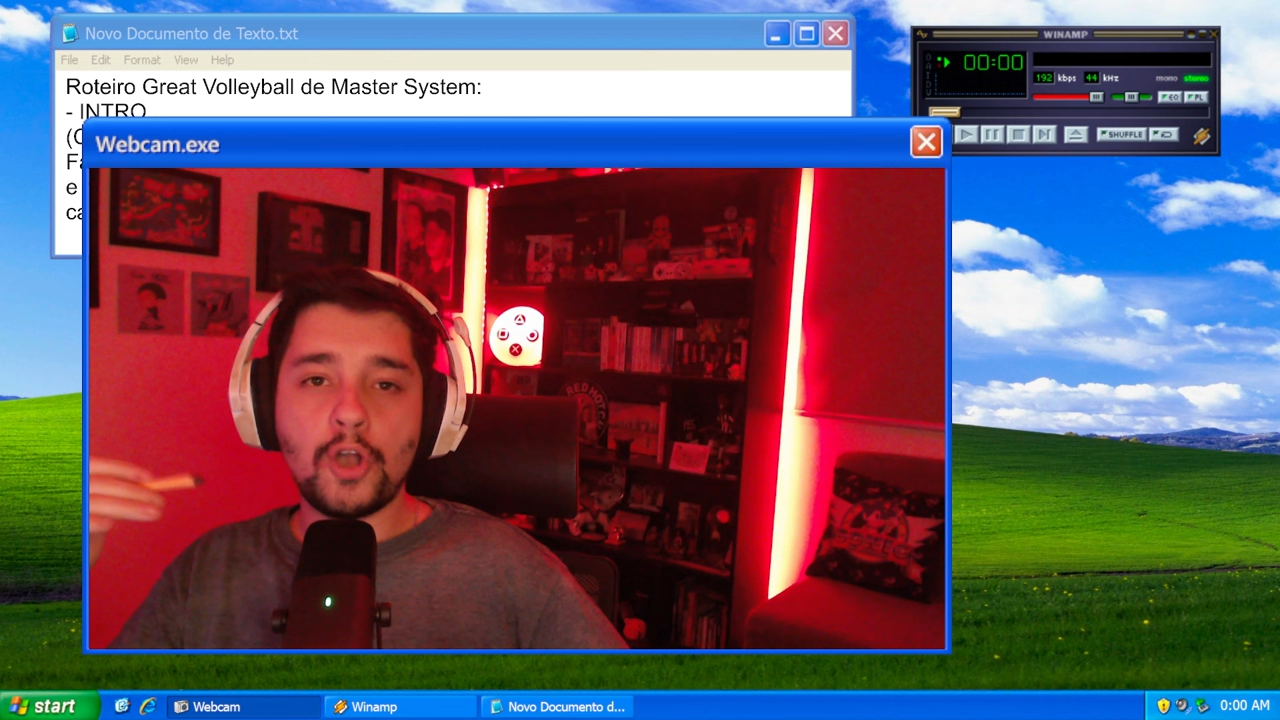 Novo Documento de Texto.txt
File Edit Format View Help
Roteiro Great Volleyball de Master System:
- INTRO
WINAMP
00:00
192 kbps 44 kHz mono stereo
EQ PL
SHUFFLE
Webcam.exe
RED HOT
start
Webcam
Winamp
Novo Documento d...
0:00 AM